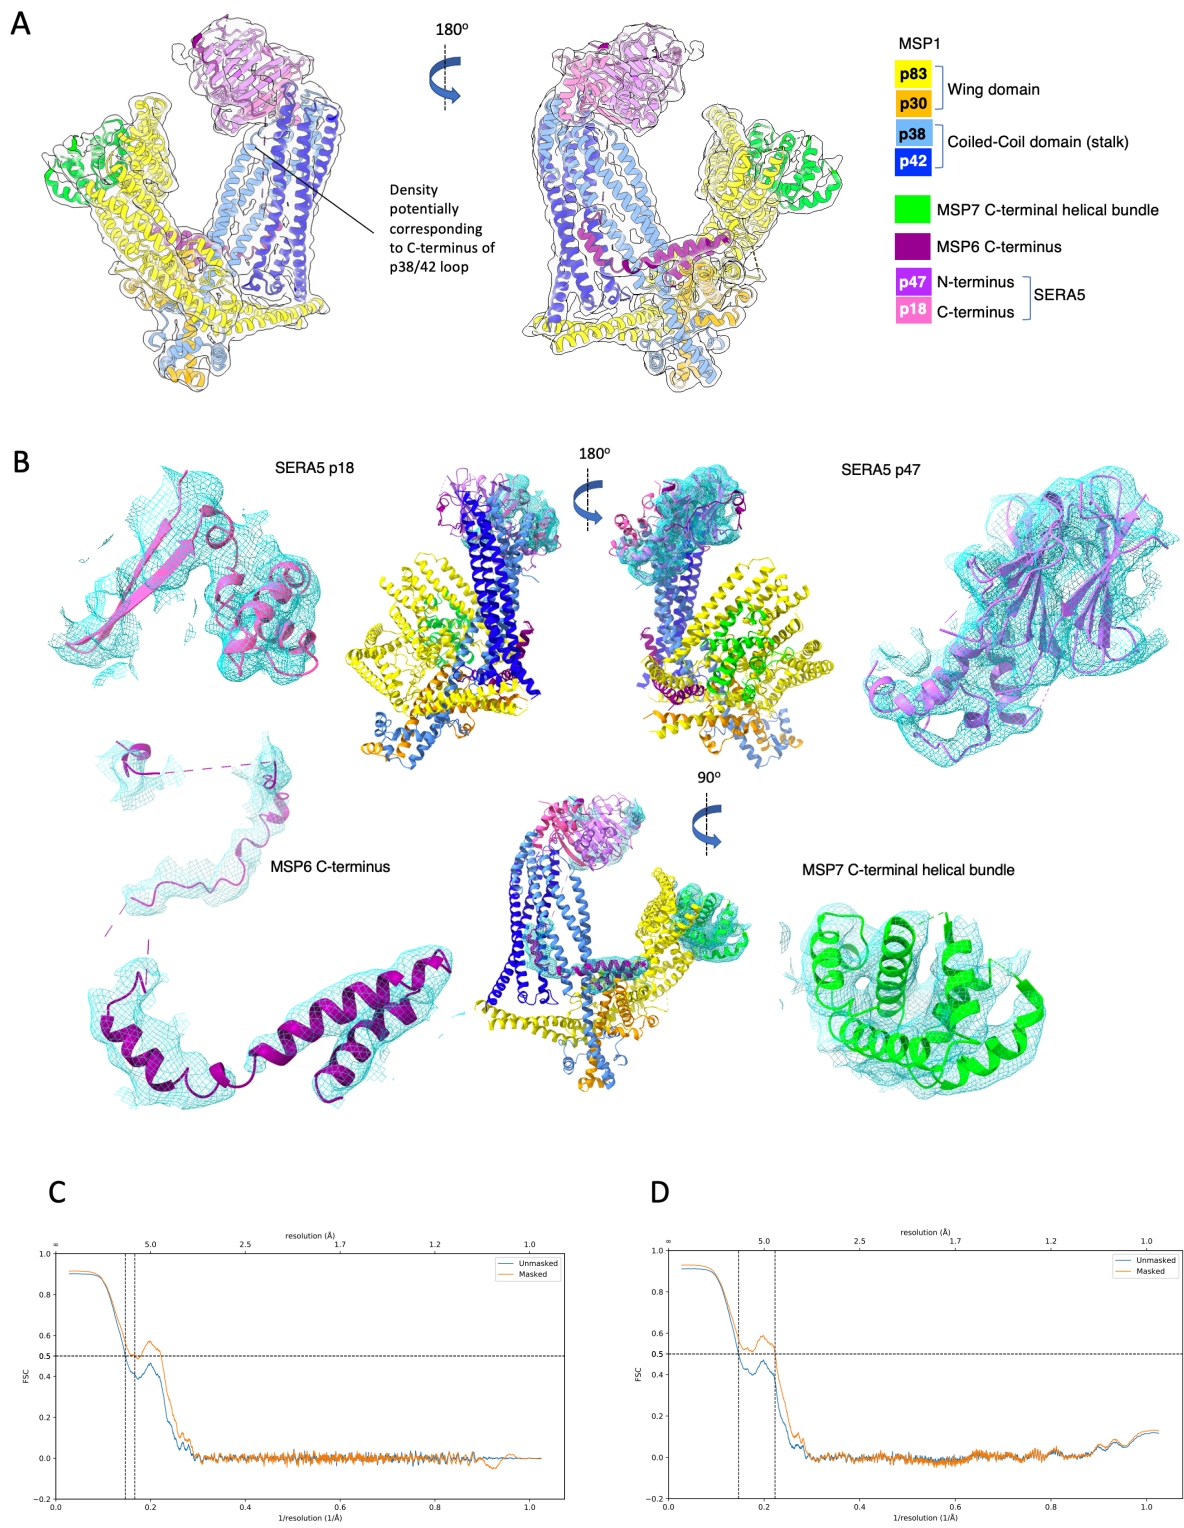 A
180º
MSP1
p83
p30
Wing domain
p38
p42
Coiled-Coil domain (stalk)
Density
potentially
corresponding
to C-terminus of
p38/42 loop
MSP7 C-terminal helical bundle
MSP6 C-terminus
p47 N-terminus
p18 C-terminus
SERA5
B
SERA5 p18
180º
SERA5 p47
90º
MSP6 C-terminus
MSP7 C-terminal helical bundle
C
resolution (Å)
∞ 5.0 2.5 1.7 1.2 1.0
Unmasked
Masked
1.0
0.8
0.6
0.5
0.4
0.2
0.0
−0.2
FSC
0.0 0.2 0.4 0.6 0.8 1.0
1/resolution (1/Å)
D
resolution (Å)
∞ 5.0 2.5 1.7 1.2 1.0
Unmasked
Masked
1.0
0.8
0.6
0.5
0.4
0.2
0.0
−0.2
FSC
0.0 0.2 0.4 0.6 0.8 1.0
1/resolution (1/Å)